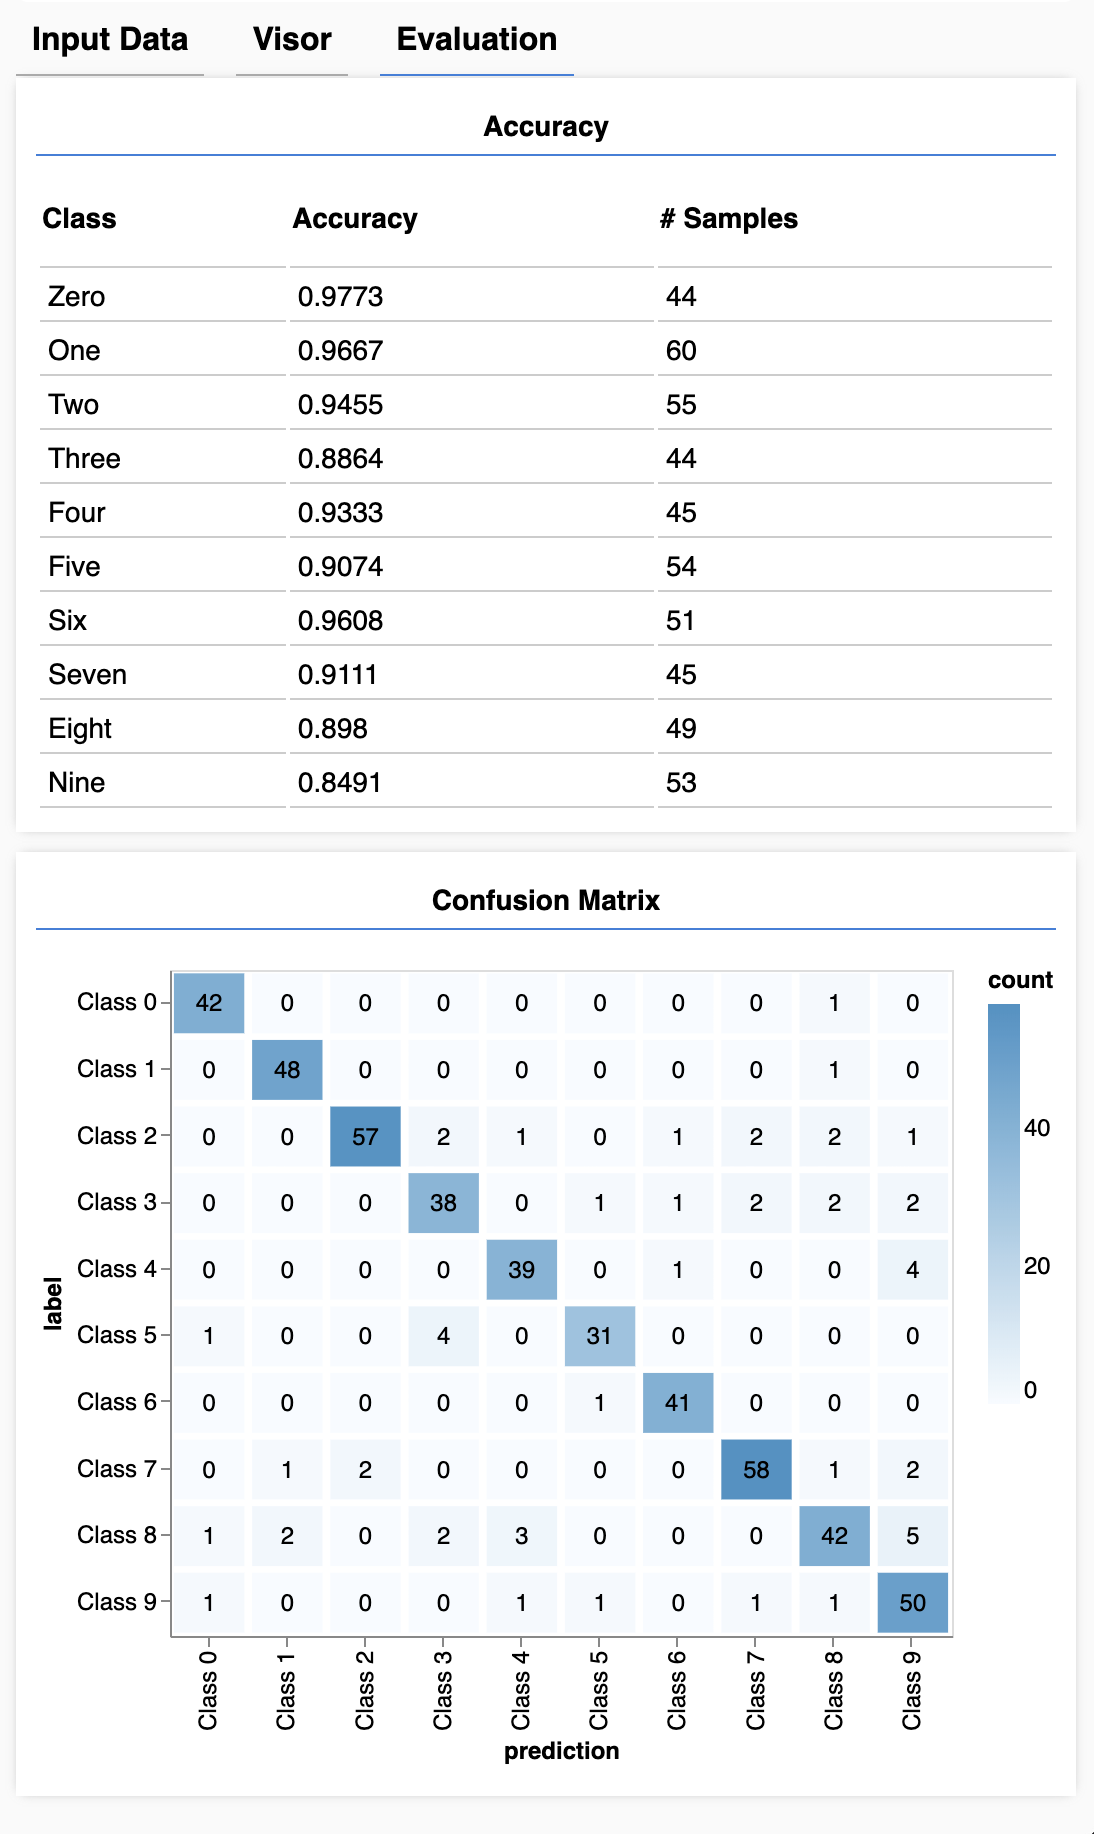 Input Data Visor Evaluation
Accuracy
Class Accuracy # Samples
Zero 0.9773 44
One 0.9667 60
Two 0.9455 55
Three 0.8864 44
Four 0.9333 45
Five 0.9074 54
Six 0.9608 51
Seven 0.9111 45
Eight 0.898 49
Nine 0.8491 53
Confusion Matrix
count
Class 0 42 0 0 0 0 0 0 0 1 0
Class 1 0 48 0 0 0 0 0 0 1 0
40
Class 2 0 0 57 2 1 0 1 2 2 1
Class 3 0 0 0 38 0 1 1 2 2 2
20
Class 4 0 0 0 0 39 0 1 0 0 4
label
Class 5 1 0 0 4 0 31 0 0 0 0
0
Class 6 0 0 0 0 0 1 41 0 0 0
Class 7 0 1 2 0 0 0 0 58 1 2
Class 8 1 2 0 2 3 0 0 0 42 5
Class 9 1 0 0 0 1 1 0 1 1 50
Class 0 Class 1 Class 2 Class 3 Class 4 Class 5 Class 6 Class 7 Class 8 Class 9
prediction